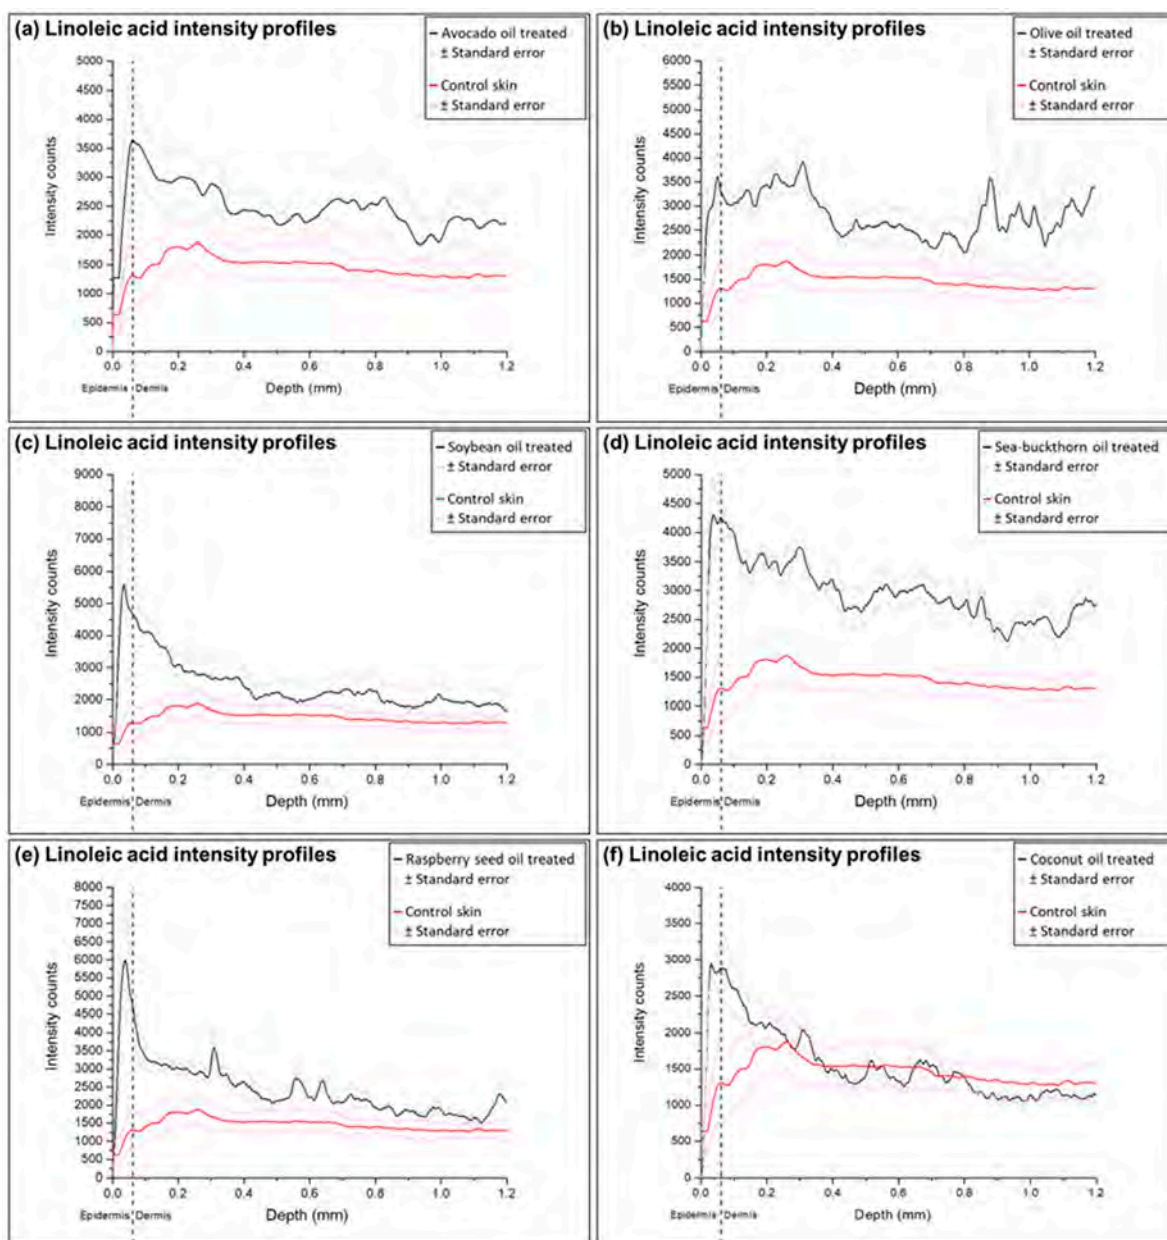 (a) Linoleic acid intensity profiles
Avocado oil treated
± Standard error
Control skin
± Standard error
5000
4500
4000
3500
3000
2500
2000
1500
1000
500
0
Intensity counts
0.0 0.2 0.4 0.6 0.8 1.0 1.2
Epidermis Dermis
Depth (mm)
(b) Linoleic acid intensity profiles
Olive oil treated
± Standard error
Control skin
± Standard error
6000
5500
5000
4500
4000
3500
3000
2500
2000
1500
1000
500
0
Intensity counts
0.0 0.2 0.4 0.6 0.8 1.0 1.2
Epidermis Dermis
Depth (mm)
(c) Linoleic acid intensity profiles
Soybean oil treated
± Standard error
Control skin
± Standard error
9000
8000
7000
6000
5000
4000
3000
2000
1000
0
Intensity counts
0.0 0.2 0.4 0.6 0.8 1.0 1.2
Epidermis Dermis
Depth (mm)
(d) Linoleic acid intensity profiles
Sea-buckthorn oil treated
± Standard error
Control skin
± Standard error
5000
4500
4000
3500
3000
2500
2000
1500
1000
500
0
Intensity counts
0.0 0.2 0.4 0.6 0.8 1.0 1.2
Epidermis Dermis
Depth (mm)
(e) Linoleic acid intensity profiles
Raspberry seed oil treated
± Standard error
Control skin
± Standard error
8000
7500
7000
6500
6000
5500
5000
4500
4000
3500
3000
2500
2000
1500
1000
500
0
Intensity counts
0.0 0.2 0.4 0.6 0.8 1.0 1.2
Epidermis Dermis
Depth (mm)
(f) Linoleic acid intensity profiles
Coconut oil treated
± Standard error
Control skin
± Standard error
4000
3500
3000
2500
2000
1500
1000
500
0
Intensity counts
0.0 0.2 0.4 0.6 0.8 1.0 1.2
Epidermis Dermis
Depth (mm)